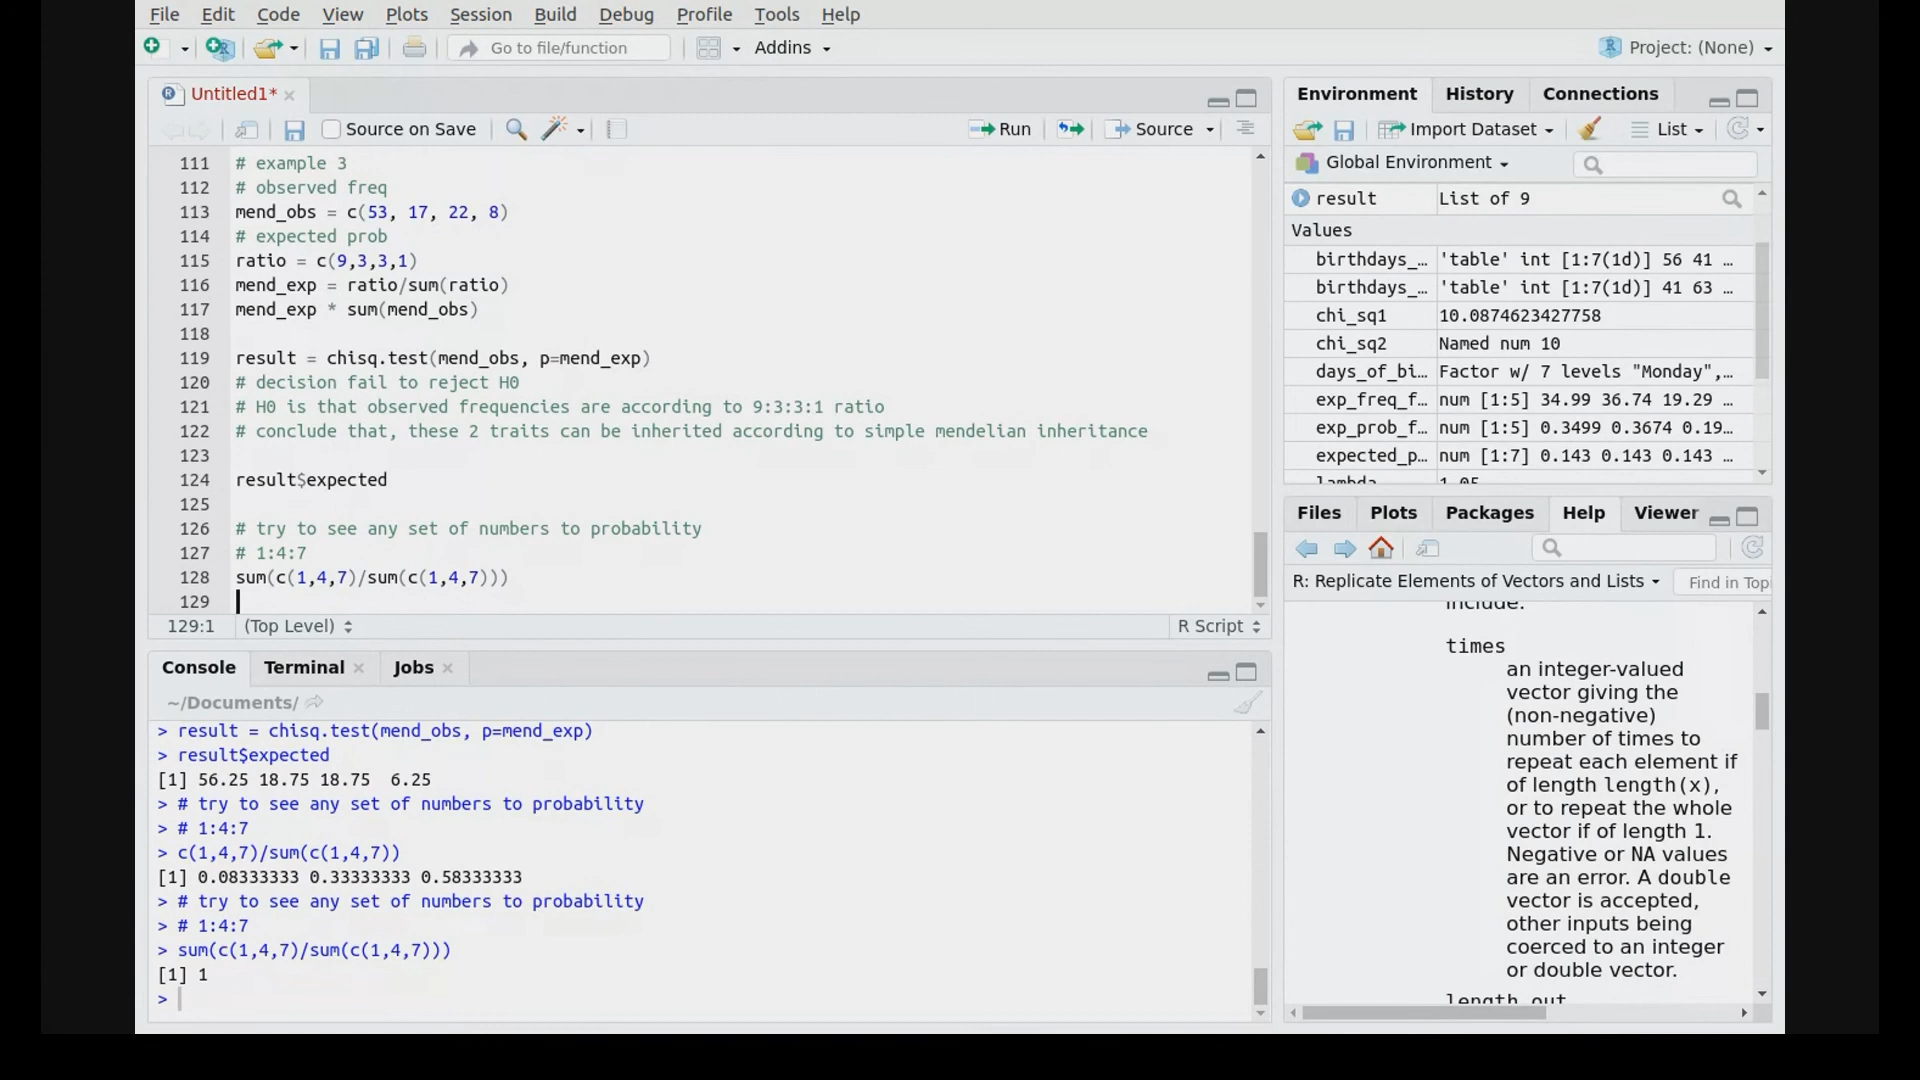 File Edit Code View Plots Session Build Debug Profile Tools Help
Go to file/function Addins Project: (None)
Untitled1*
Source on Save Run Source
111 # example 3
112 # observed freq
113 mend_obs = c(53, 17, 22, 8)
114 # expected prob
115 ratio = c(9,3,3,1)
116 mend_exp = ratio/sum(ratio)
117 mend_exp * sum(mend_obs)
118
119 result = chisq.test(mend_obs, p=mend_exp)
120 # decision fail to reject H0
121 # H0 is that observed frequencies are according to 9:3:3:1 ratio
122 # conclude that, these 2 traits can be inherited according to simple mendelian inheritance
123
124 result$expected
125
126 # try to see any set of numbers to probability
127 # 1:4:7
128 sum(c(1,4,7)/sum(c(1,4,7)))
129
129:1 (Top Level) R Script
Console Terminal Jobs
~/Documents/
> result = chisq.test(mend_obs, p=mend_exp)
> result$expected
[1] 56.25 18.75 18.75  6.25
> # try to see any set of numbers to probability
> # 1:4:7
> c(1,4,7)/sum(c(1,4,7))
[1] 0.08333333 0.33333333 0.58333333
> # try to see any set of numbers to probability
> # 1:4:7
> sum(c(1,4,7)/sum(c(1,4,7)))
[1] 1
>
Environment History Connections
Import Dataset List
Global Environment
result List of 9
Values
birthdays_… 'table' int [1:7(1d)] 56 41 …
birthdays_… 'table' int [1:7(1d)] 41 63 …
chi_sq1 10.0874623427758
chi_sq2 Named num 10
days_of_bi… Factor w/ 7 levels "Monday",…
exp_freq_f… num [1:5] 34.99 36.74 19.29 …
exp_prob_f… num [1:5] 0.3499 0.3674 0.19…
expected_p… num [1:7] 0.143 0.143 0.143 …
lambda 1.05
Files Plots Packages Help Viewer
R: Replicate Elements of Vectors and Lists Find in Topi
include:
times
an integer-valued
vector giving the
(non-negative)
number of times to
repeat each element if
of length length(x),
or to repeat the whole
vector if of length 1.
Negative or NA values
are an error. A double
vector is accepted,
other inputs being
coerced to an integer
or double vector.
length.out